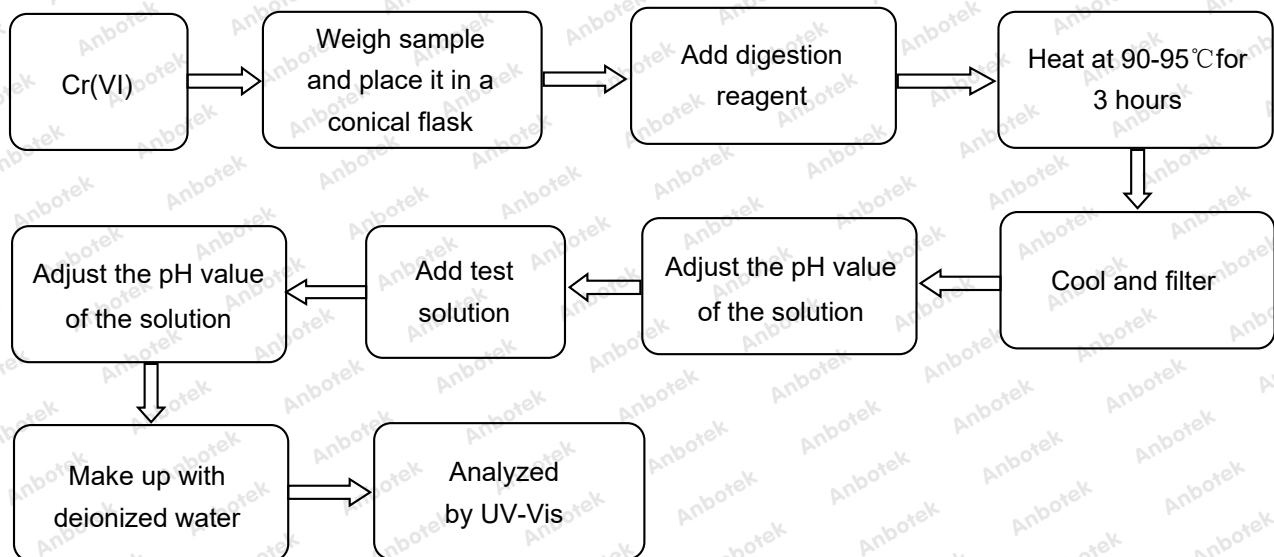 Cr(VI)
Weigh sample
and place it in a
conical flask
Add digestion
reagent
Heat at 90-95℃for
3 hours
Cool and filter
Adjust the pH value
of the solution
Add test
solution
Adjust the pH value
of the solution
Make up with
deionized water
Analyzed
by UV-Vis
Anbotek